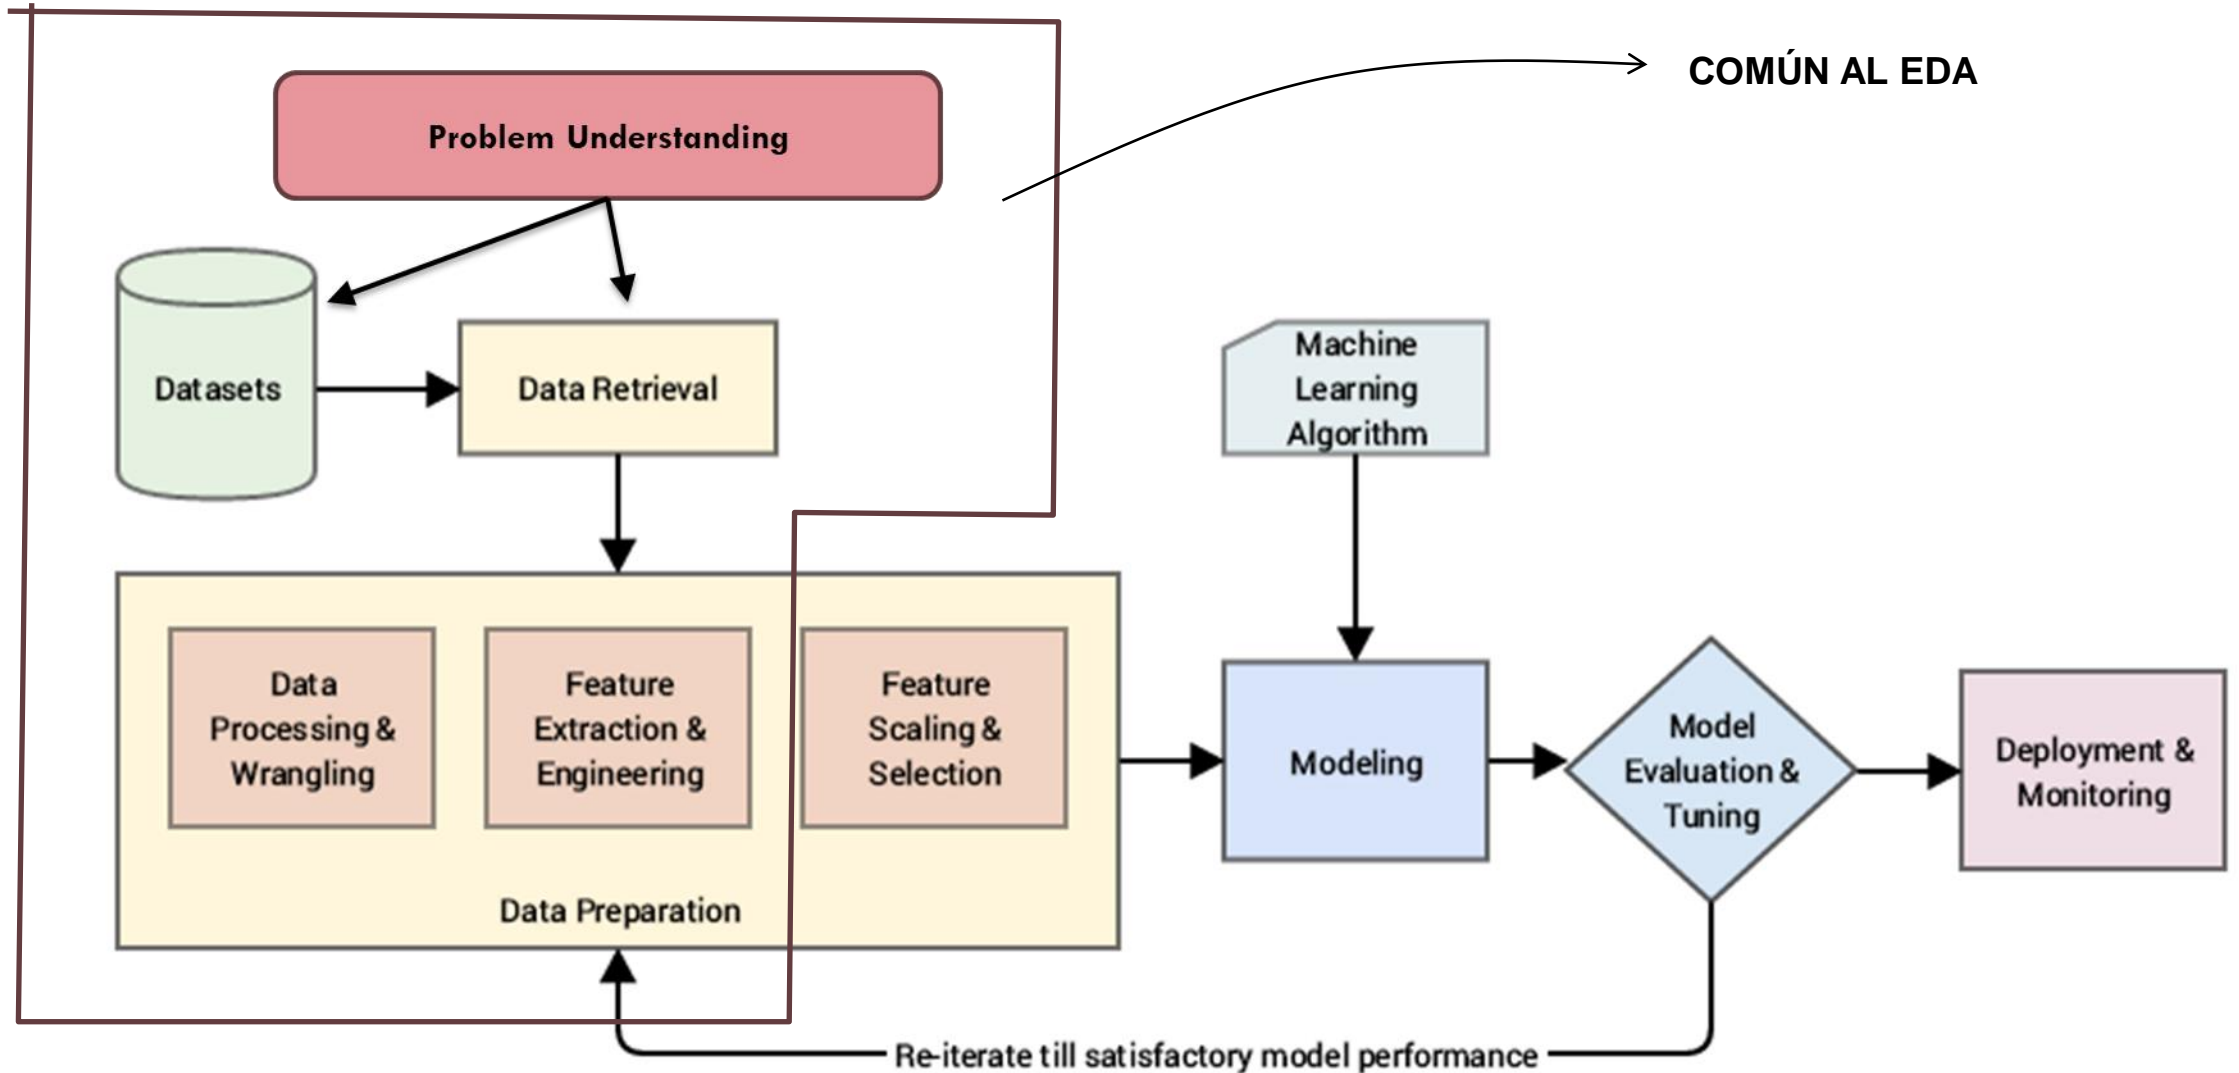 COMÚN AL EDA
Problem Understanding
Datasets
Data Retrieval
Machine
Learning
Algorithm
Data
Processing &
Wrangling
Feature
Extraction &
Engineering
Feature
Scaling &
Selection
Data Preparation
Modeling
Model
Evaluation &
Tuning
Deployment &
Monitoring
Re-iterate till satisfactory model performance